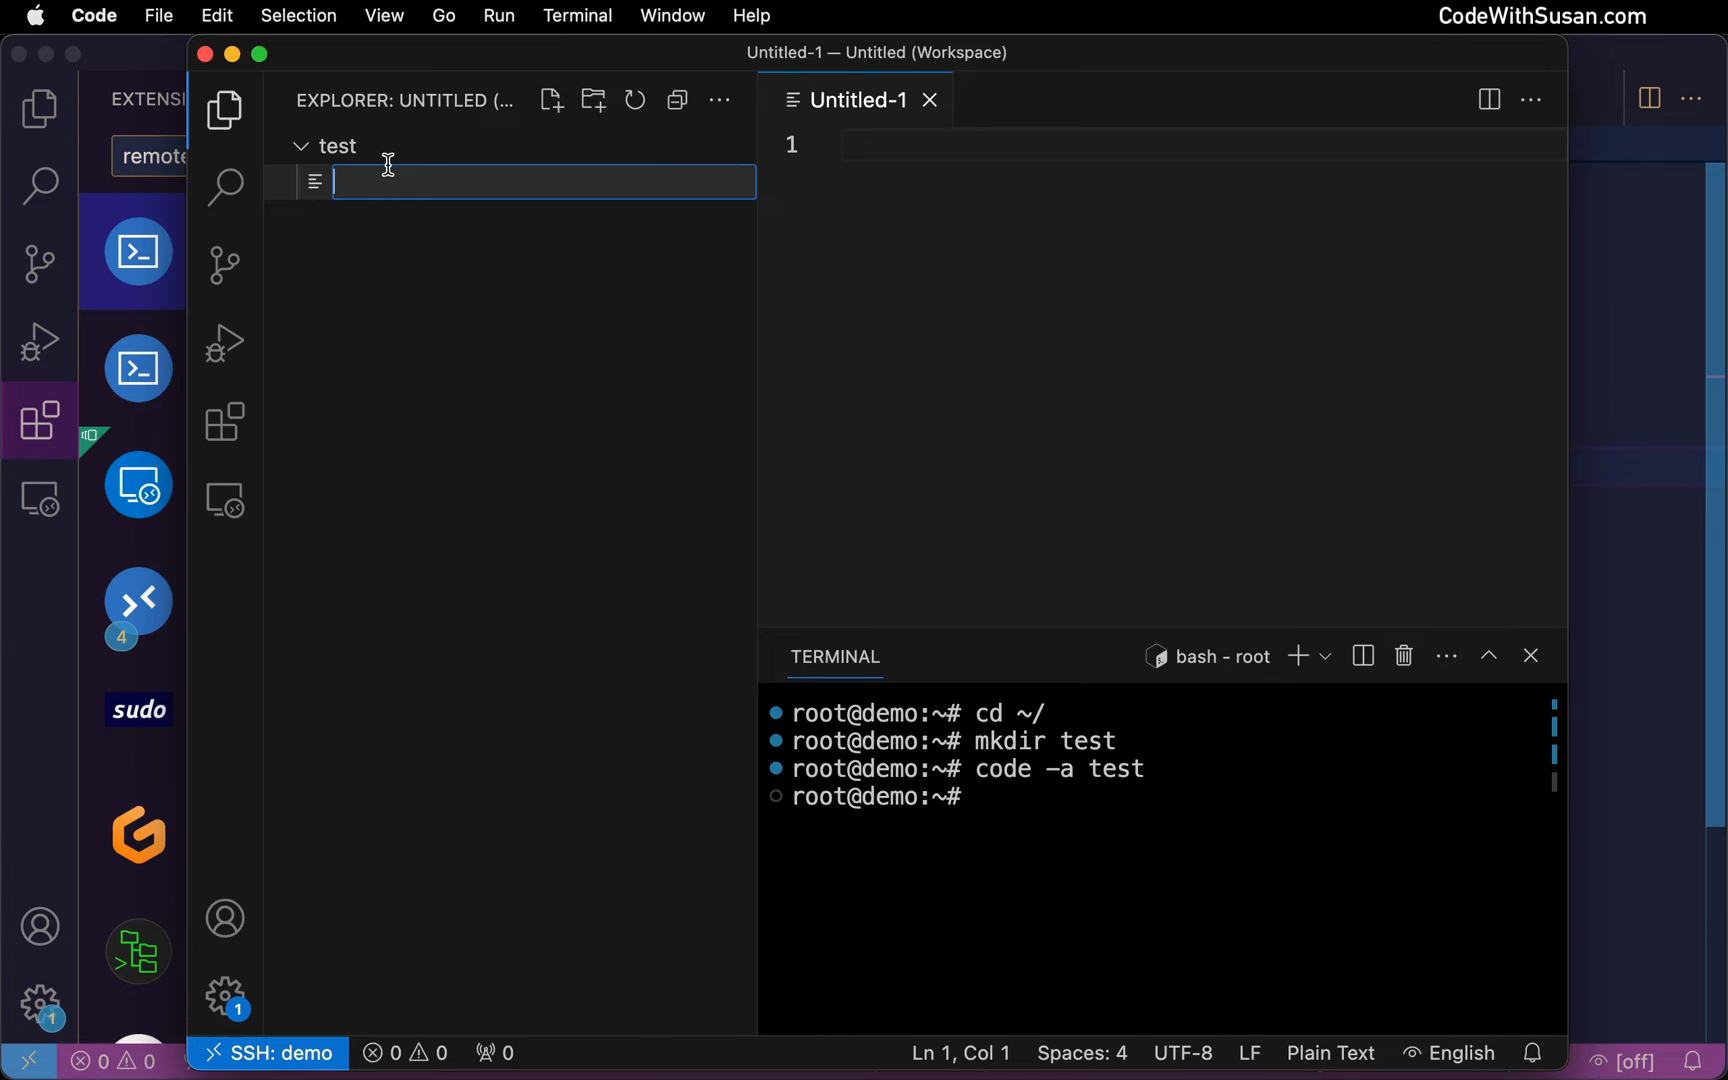 Code File Edit Selection View Go Run Terminal Window Help CodeWithSusan.com
Untitled-1 — Untitled (Workspace)
EXTENSI
remote
4
sudo
1
EXPLORER: UNTITLED (...
test
Untitled-1
1
TERMINAL
bash - root
root@demo:~# cd ~/
root@demo:~# mkdir test
root@demo:~# code -a test
root@demo:~#
1
0 0
SSH: demo 0 0 0 Ln 1, Col 1 Spaces: 4 UTF-8 LF Plain Text English
[off]